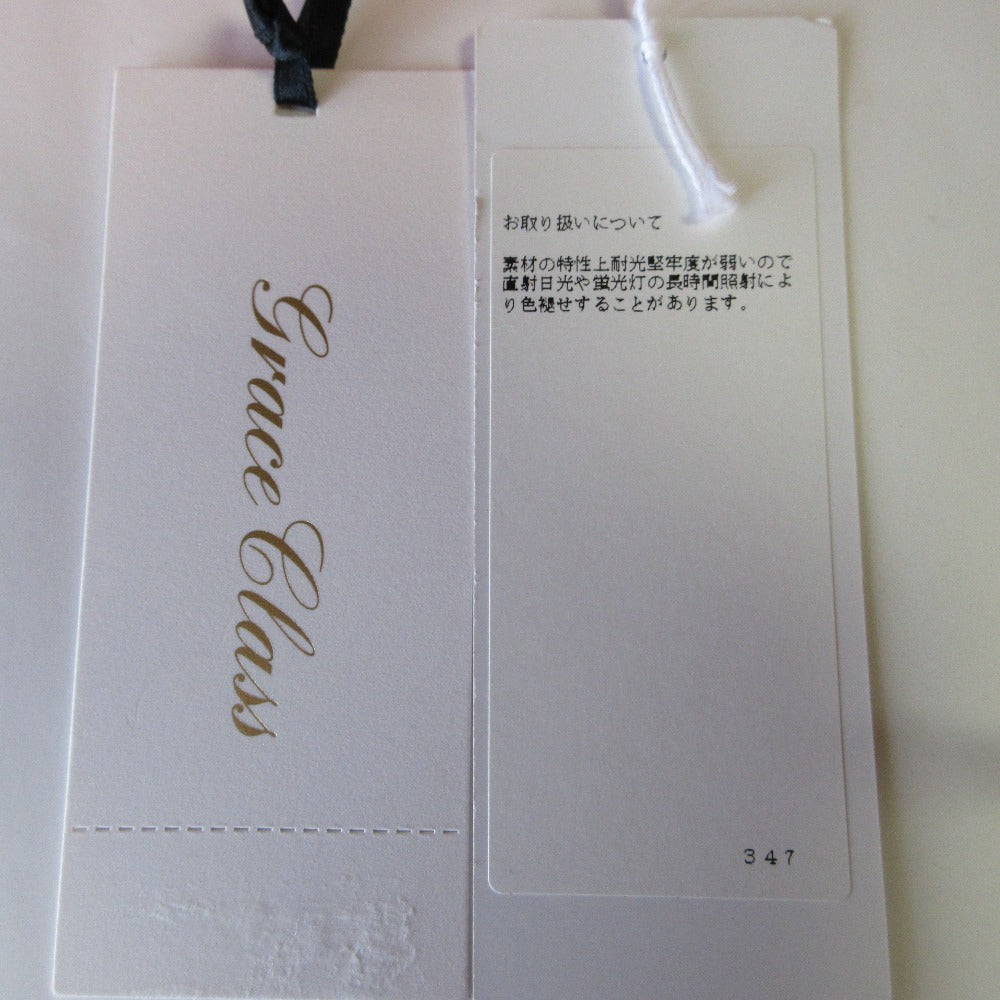 Grace Class
お取り扱いについて
素材の特性上耐光堅牢度が弱いので
直射日光や蛍光灯の長時間照射によ
り色褪せすることがあります。
347